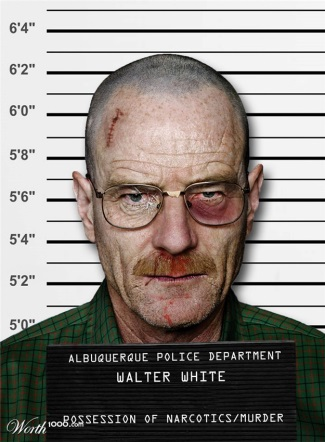 6'4"
6'2"
6'0"
5'8"
5'6"
5'4"
5'2"
5'0"
ALBUQUERQUE POLICE DEPARTMENT
WALTER WHITE
POSSESSION OF NARCOTICS/MURDER
Worth1000.com